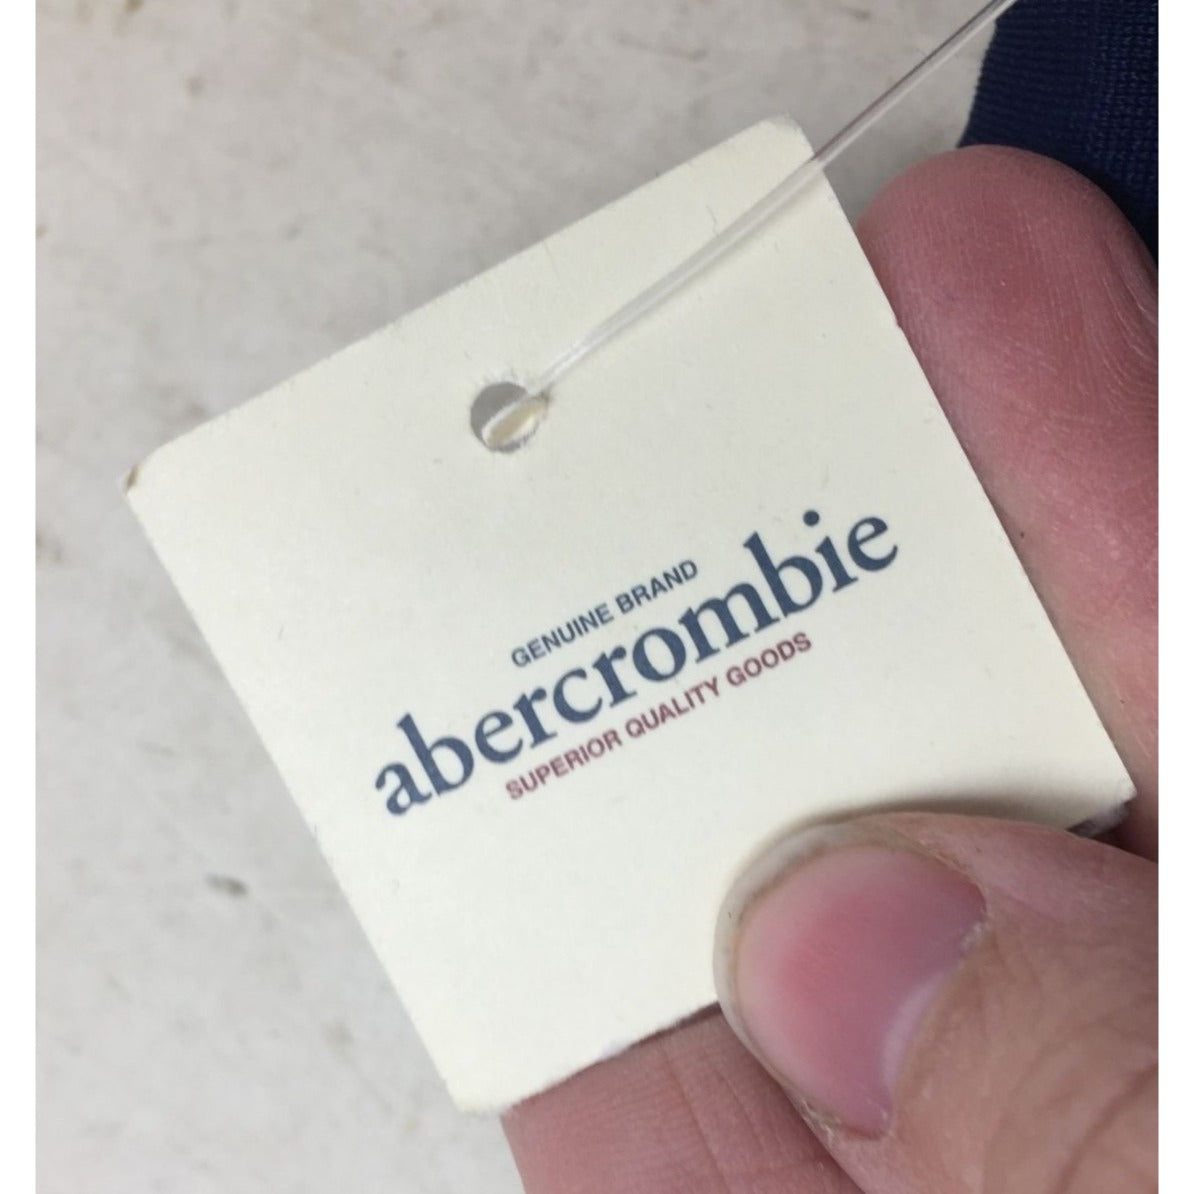 GENUINE BRAND
abercrombie
SUPERIOR QUALITY GOODS